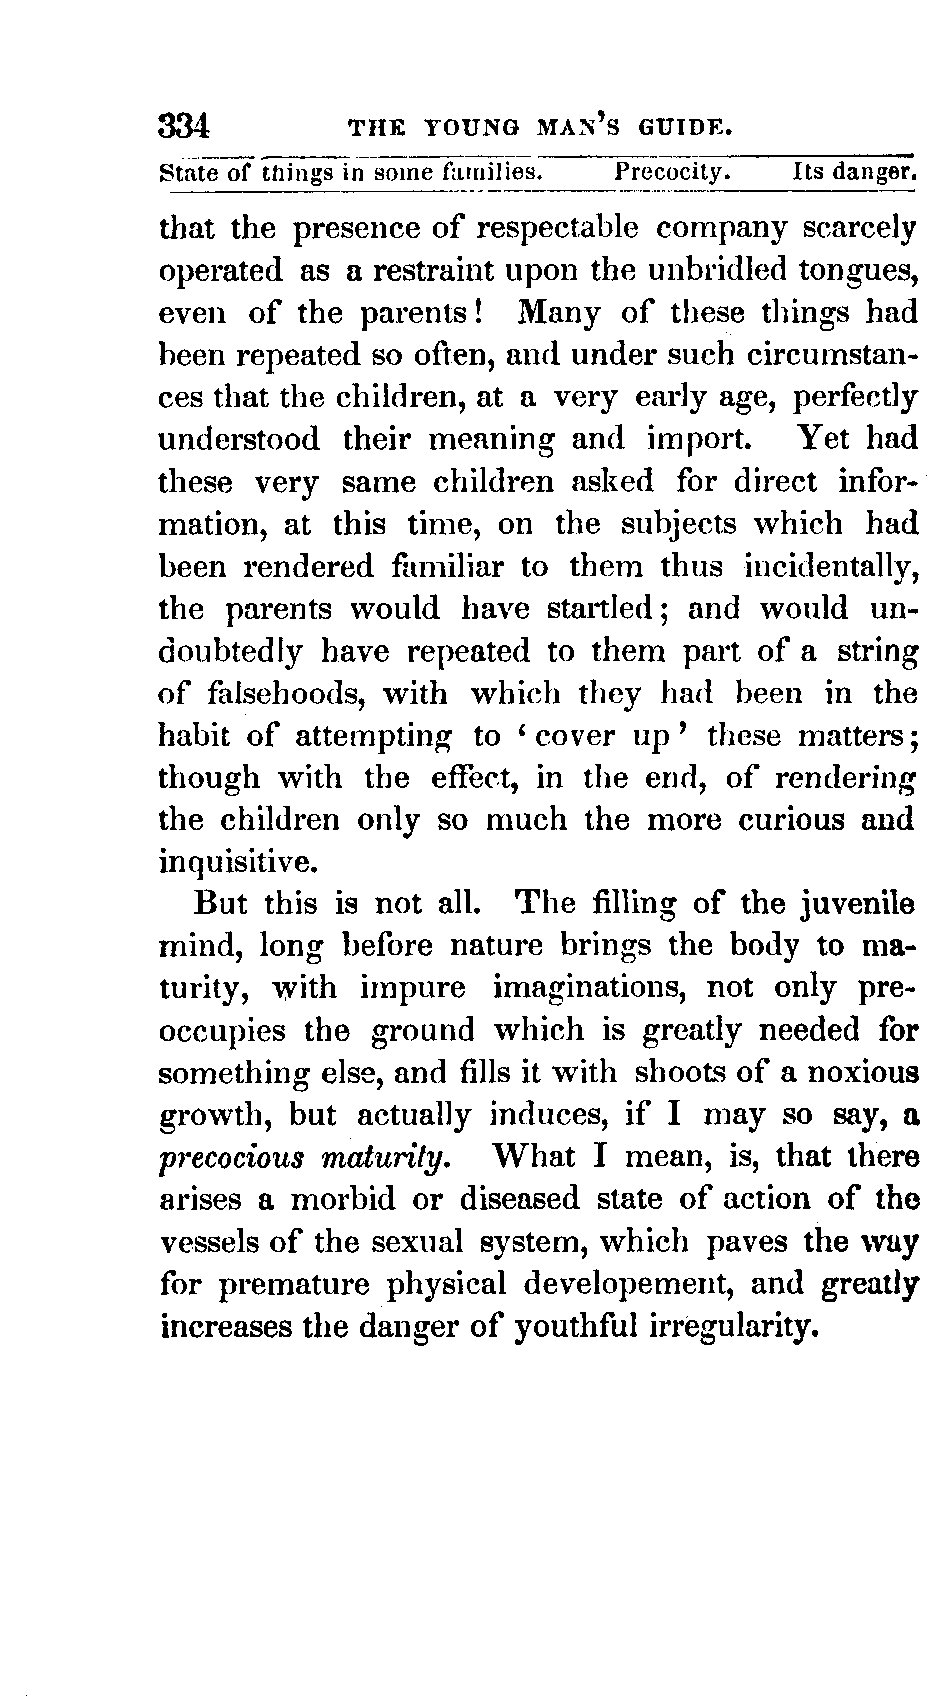 334 THE YOUNG MAN'S GUIDE.
State of things in some families. Precocity. Its danger.
that the presence of respectable company scarcely
operated as a restraint upon the unbridled tongues,
even of the parents! Many of these things had
been repeated so often, and under such circumstan-
ces that the children, at a very early age, perfectly
understood their meaning and import. Yet had
these very same children asked for direct infor-
mation, at this time, on the subjects which had
been rendered familiar to them thus incidentally,
the parents would have startled; and would un-
doubtedly have repeated to them part of a string
of falsehoods, with which they had been in the
habit of attempting to ‘cover up’ these matters;
though with the effect, in the end, of rendering
the children only so much the more curious and
inquisitive.
But this is not all. The filling of the juvenile
mind, long before nature brings the body to ma-
turity, with impure imaginations, not only pre-
occupies the ground which is greatly needed for
something else, and fills it with shoots of a noxious
growth, but actually induces, if I may so say, a
precocious maturity. What I mean, is, that there
arises a morbid or diseased state of action of the
vessels of the sexual system, which paves the way
for premature physical developement, and greatly
increases the danger of youthful irregularity.